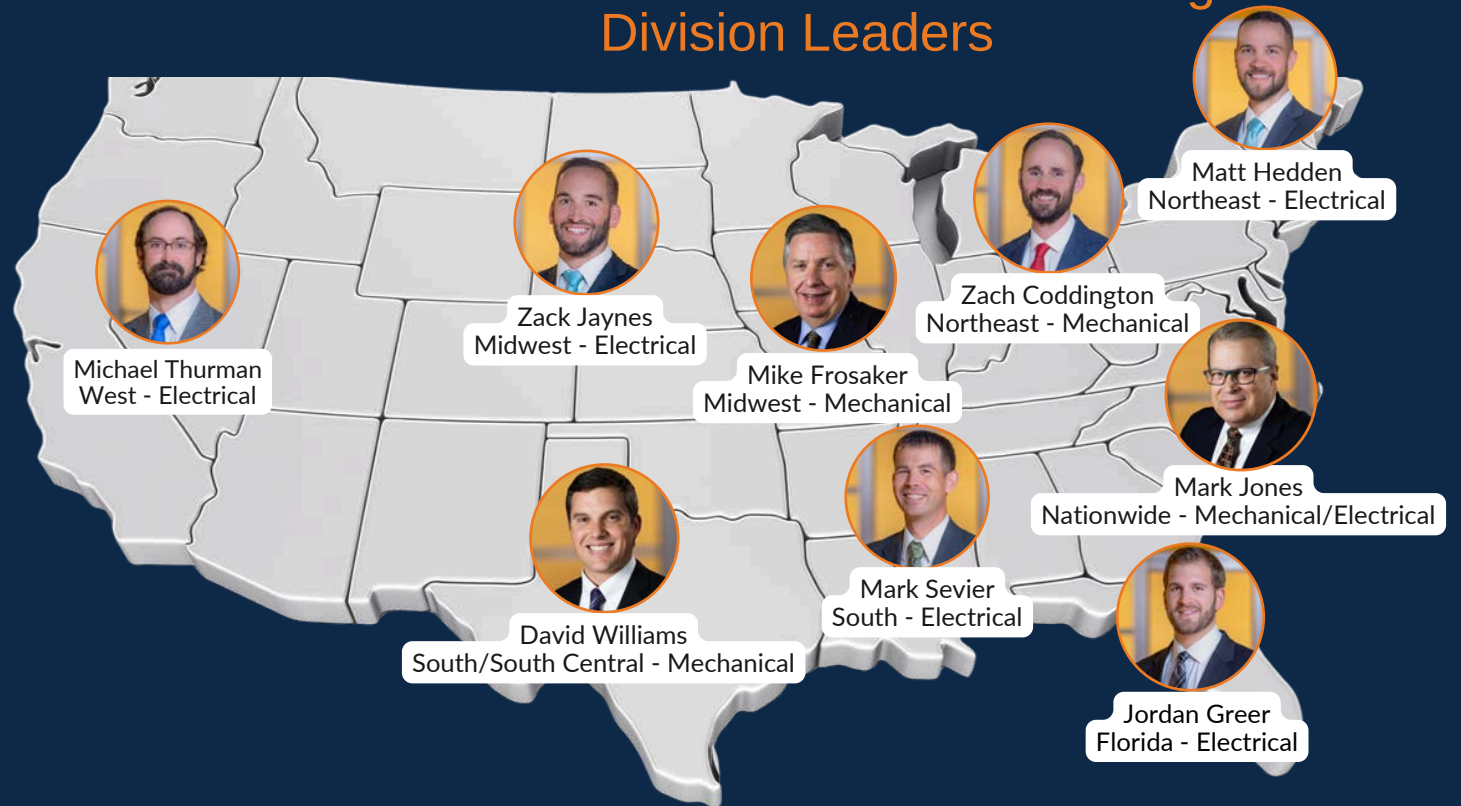 Division Leaders
Matt Hedden
Northeast - Electrical
Zach Coddington
Northeast - Mechanical
Zack Jaynes
Midwest - Electrical
Michael Thurman
West - Electrical
Mike Frosaker
Midwest - Mechanical
Mark Jones
Nationwide - Mechanical/Electrical
Mark Sevier
South - Electrical
David Williams
South/South Central - Mechanical
Jordan Greer
Florida - Electrical